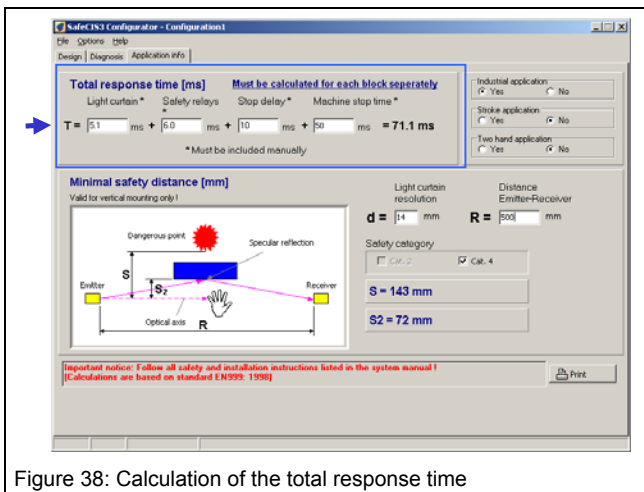 SafeCIS3 Configurator - Configuration1
File Options Help
Design Diagnosis Application info
Total response time [ms] Must be calculated for each block seperately
Light curtain * Safety relays * Stop delay * Machine stop time *
T = 5.1 ms + 6.0 ms + 10 ms + 50 ms = 71.1 ms
* Must be included manually
Industrial application
Yes No
Stroke application
Yes No
Two hand application
Yes No
Minimal safety distance [mm]
Valid for vertical mounting only !
Dangerous point
Specular reflection
S
Emitter
S2
Receiver
Optical axis
R
Light curtain resolution
Distance Emitter-Receiver
d = 14 mm R = 500 mm
Safety category
Cat. 2 Cat. 4
S = 143 mm
S2 = 72 mm
Important notice: Follow all safety and installation instructions listed in the system manual !
[Calculations are based on standard EN999: 1998]
Print
Figure 38: Calculation of the total response time